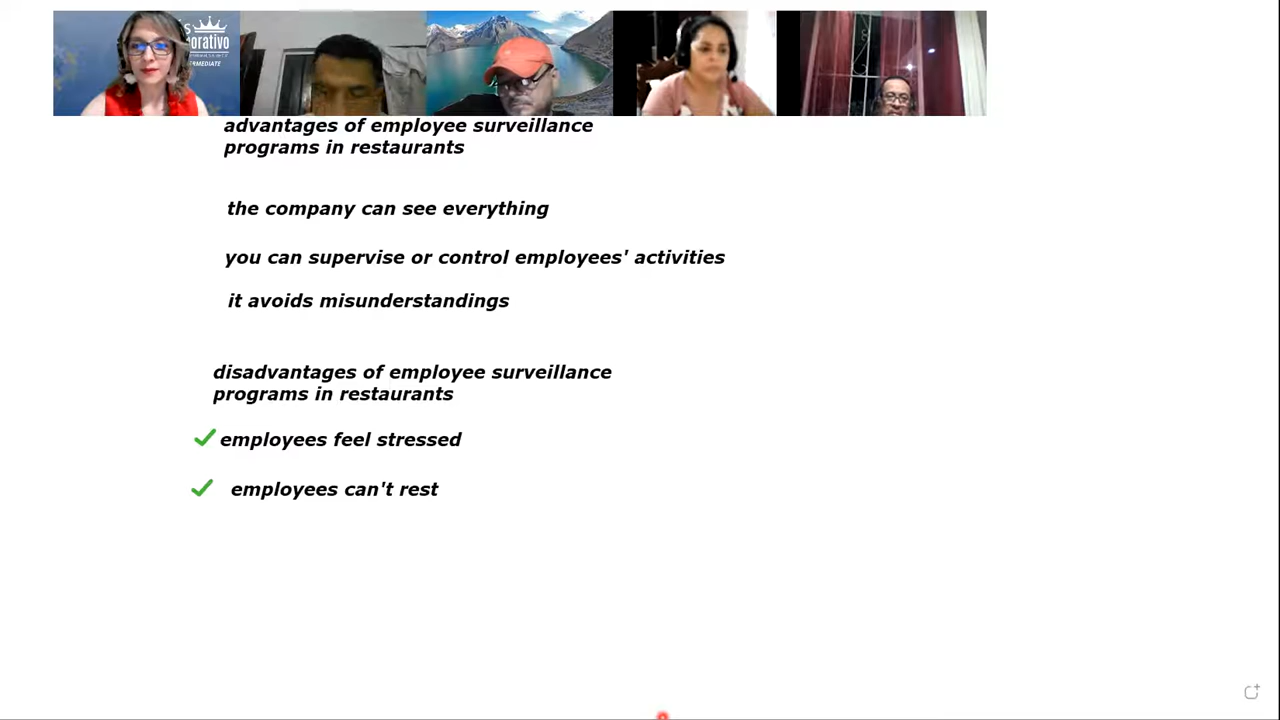 s
orativo
ERMEDIATE
advantages of employee surveillance
programs in restaurants
the company can see everything
you can supervise or control employees' activities
it avoids misunderstandings
disadvantages of employee surveillance
programs in restaurants
employees feel stressed
employees can't rest